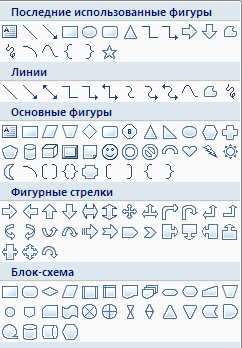 Последние использованные фигуры
Линии
Основные фигуры
Фигурные стрелки
Блок-схема